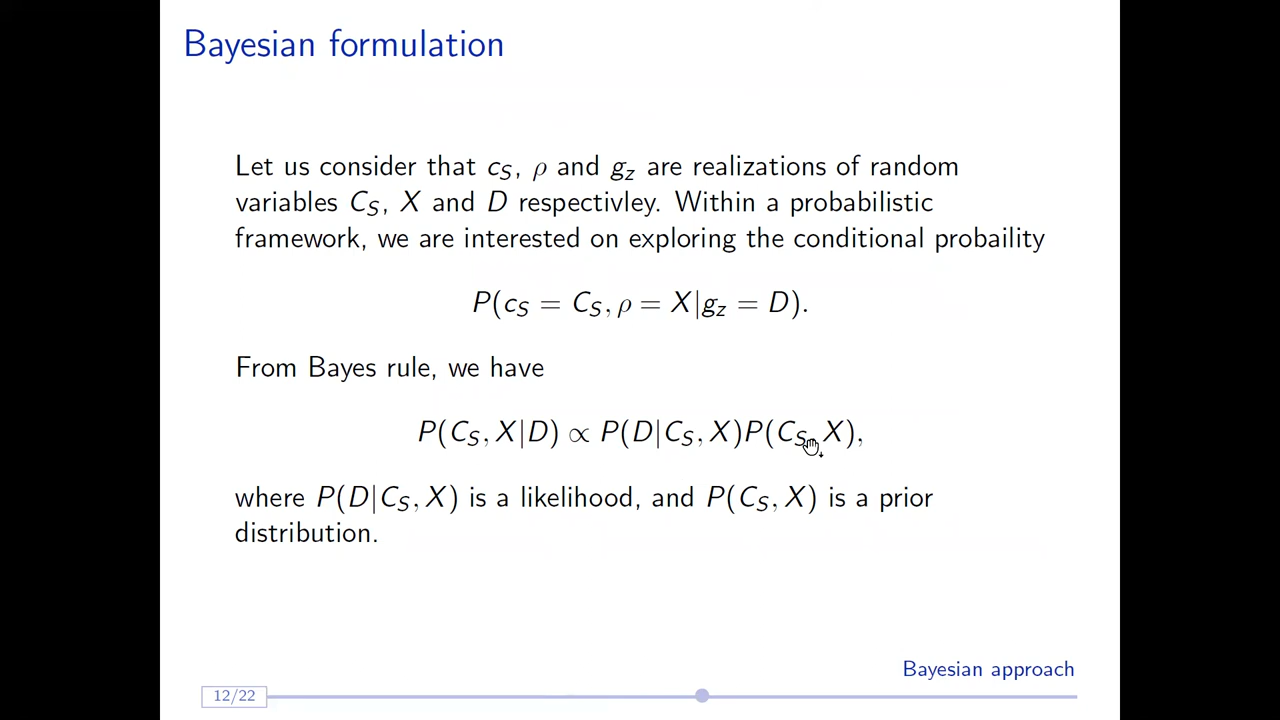 Bayesian formulation
Let us consider that c_S, ρ and g_z are realizations of random
variables C_S, X and D respectivley. Within a probabilistic
framework, we are interested on exploring the conditional probaility
P(c_S = C_S, ρ = X|g_z = D).
From Bayes rule, we have
P(C_S, X|D) ∝ P(D|C_S, X)P(C_S, X),
where P(D|C_S, X) is a likelihood, and P(C_S, X) is a prior
distribution.
Bayesian approach
12/22